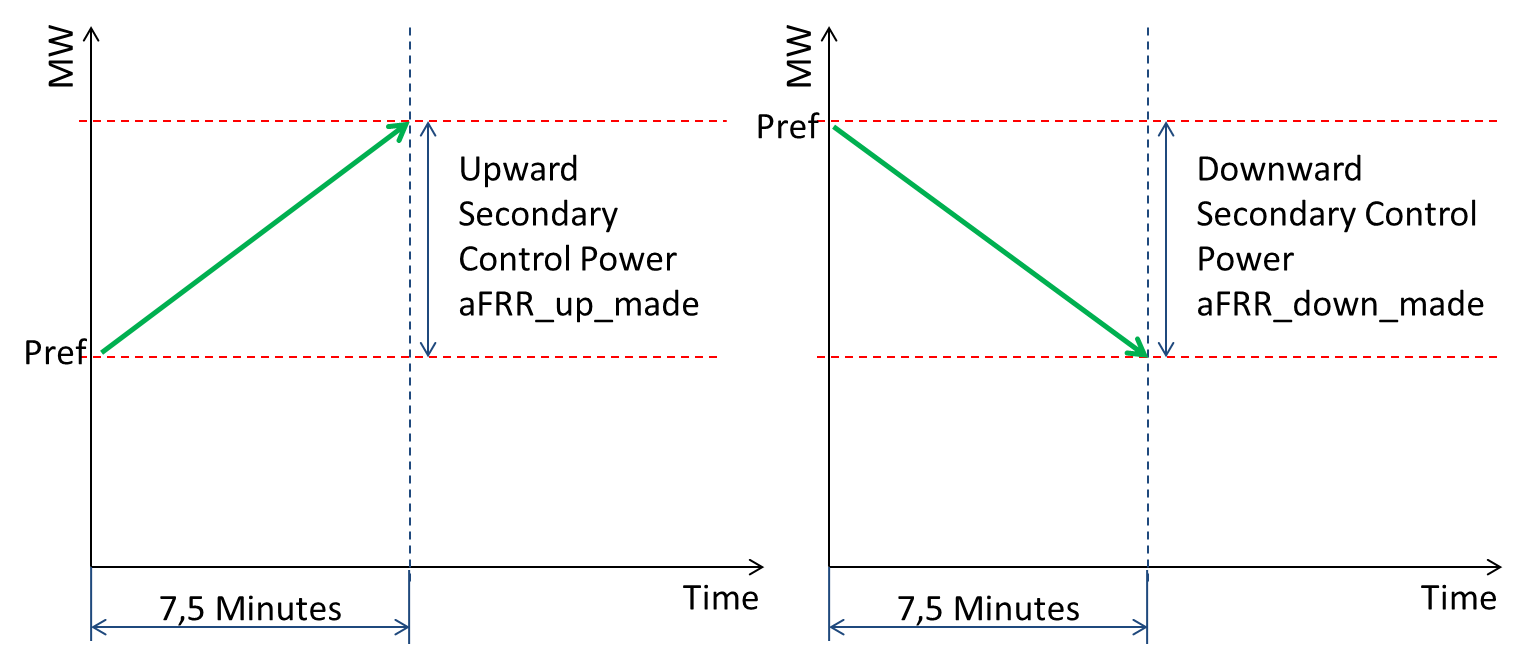 MW
Upward
Secondary
Control Power
aFRR_up_made
Pref
Time
7,5 Minutes
MW
Pref
Downward
Secondary Control
Power
aFRR_down_made
Time
7,5 Minutes